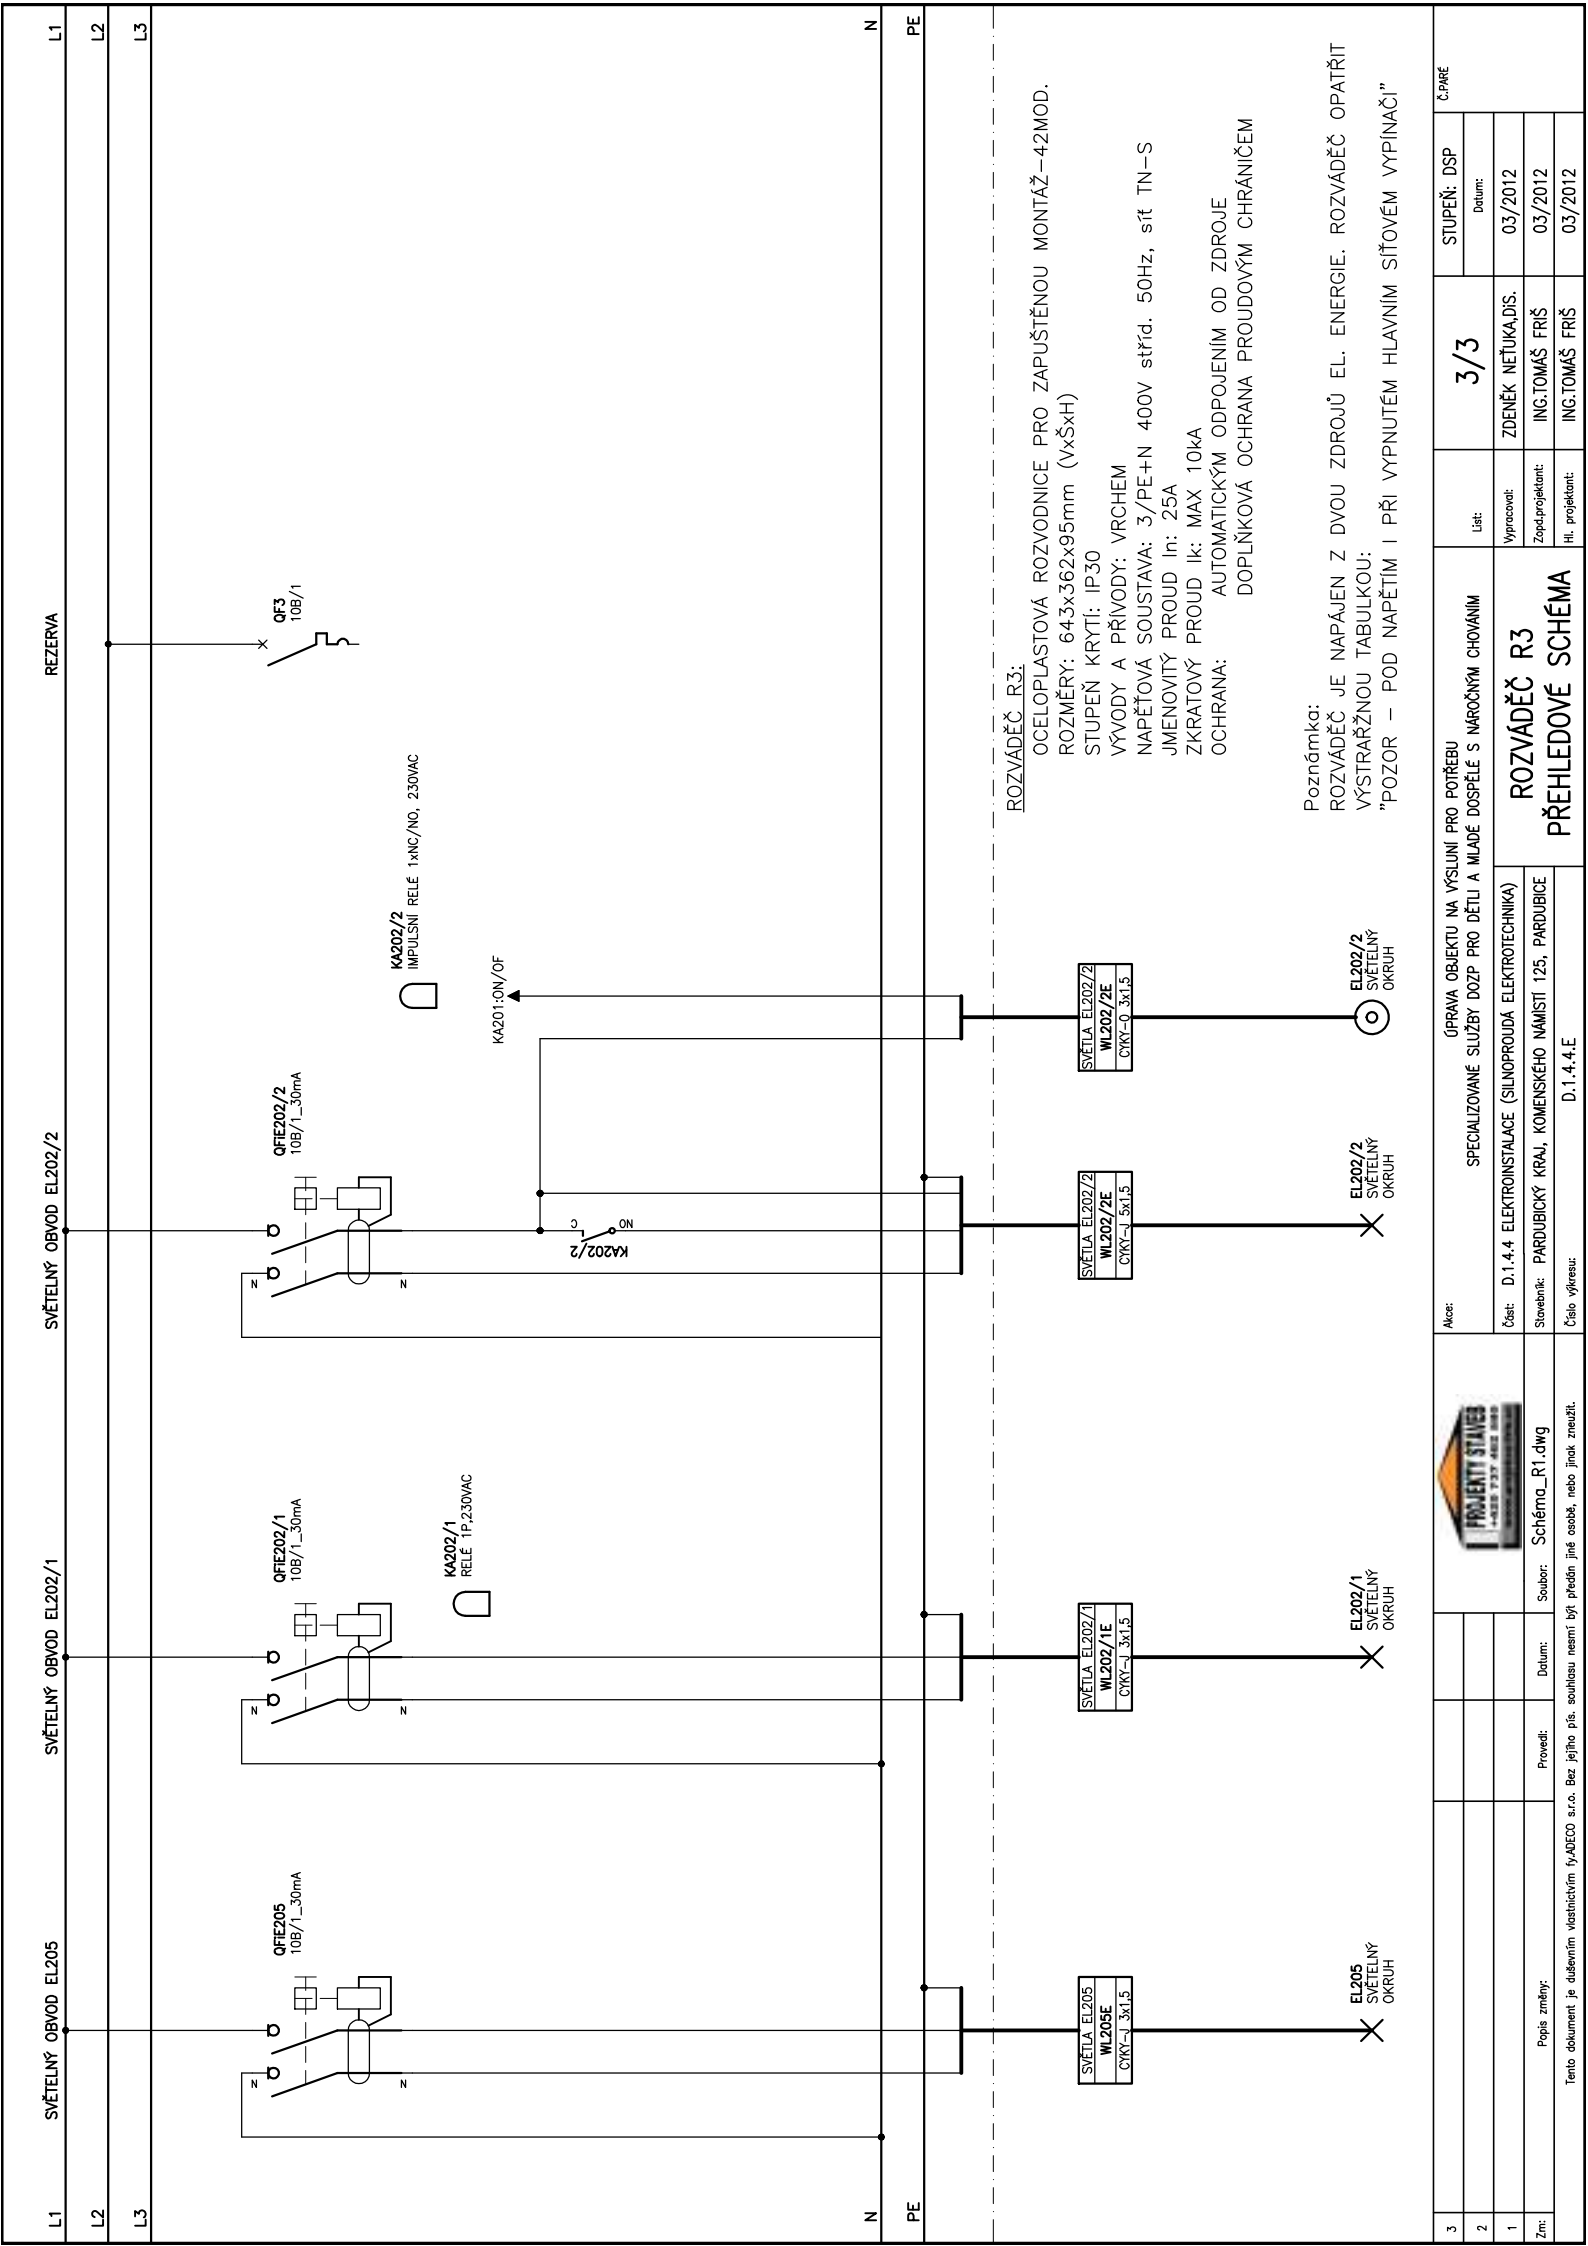 L1
SVĚTELNÝ OBVOD EL205
SVĚTELNÝ OBVOD EL202/1
SVĚTELNÝ OBVOD EL202/2
REZERVA
L1
L2
L2
L3
L3
QFiE205
10B/1_30mA
N
N
QFiE202/1
10B/1_30mA
N
N
KA202/1
RELÉ 1P,230VAC
QFiE202/2
10B/1_30mA
N
N
KA202/2
C
NO
KA202/2
IMPULSNÍ RELÉ 1xNC/NO, 230VAC
KA201:ON/OF
QF3
10B/1
N
N
PE
PE
SVĚTLA EL205
WL205E
CYKY-J 3x1,5
SVĚTLA EL202/1
WL202/1E
CYKY-J 3x1,5
SVĚTLA EL202/2
WL202/2E
CYKY-J 5x1,5
SVĚTLA EL202/2
WL202/2E
CYKY-O 3x1,5
EL205
SVĚTELNÝ
OKRUH
EL202/1
SVĚTELNÝ
OKRUH
EL202/2
SVĚTELNÝ
OKRUH
EL202/2
SVĚTELNÝ
OKRUH
ROZVÁDĚČ R3:
OCELOPLASTOVÁ ROZVODNICE PRO ZAPUŠTĚNOU MONTÁŽ-42MOD.
ROZMĚRY: 643x362x95mm (VxŠxH)
STUPEŇ KRYTÍ: IP30
VÝVODY A PŘÍVODY: VRCHEM
NAPĚŤOVÁ SOUSTAVA: 3/PE+N 400V stříd. 50Hz, síť TN-S
JMENOVITÝ PROUD In: 25A
ZKRATOVÝ PROUD Ik: MAX 10kA
OCHRANA: AUTOMATICKÝM ODPOJENÍM OD ZDROJE
DOPLŇKOVÁ OCHRANA PROUDOVÝM CHRÁNIČEM
Poznámka:
ROZVÁDĚČ JE NAPÁJEN Z DVOU ZDROJŮ EL. ENERGIE. ROZVÁDĚČ OPATŘIT
VÝSTRAŘŽNOU TABULKOU:
"POZOR – POD NAPĚTÍM I PŘI VYPNUTÉM HLAVNÍM SÍŤOVÉM VYPÍNAČI"
3
2
1
Zm:
Popis změny:
Provedl:
Datum:
Soubor: Schéma_R1.dwg
PROJEKTY STAVEB
Tento dokument je duševním vlastnictvím fy.ADECO s.r.o. Bez jejího pís. souhlasu nesmí být předán jiné osobě, nebo jinak zneužit.
Akce:
ÚPRAVA OBJEKTU NA VÝSLUNÍ PRO POTŘEBU
SPECIALIZOVANÉ SLUŽBY DOZP PRO DĚTLI A MLADÉ DOSPĚLÉ S NÁROČNÝM CHOVÁNÍM
Část: D.1.4.4 ELEKTROINSTALACE (SILNOPROUDÁ ELEKTROTECHNIKA)
Stavebník: PARDUBICKÝ KRAJ, KOMENSKÉHO NÁMÍSTÍ 125, PARDUBICE
Číslo výkresu: D.1.4.4.E
ROZVÁDĚČ R3
PŘEHLEDOVÉ SCHÉMA
List: 3/3
STUPEŇ: DSP
Datum:
Č.PARÉ
Vypracoval: ZDENĚK NEŤUKA,DiS. 03/2012
Zopd.projektant: ING.TOMÁŠ FRIŠ 03/2012
Hl. projektant: ING.TOMÁŠ FRIŠ 03/2012